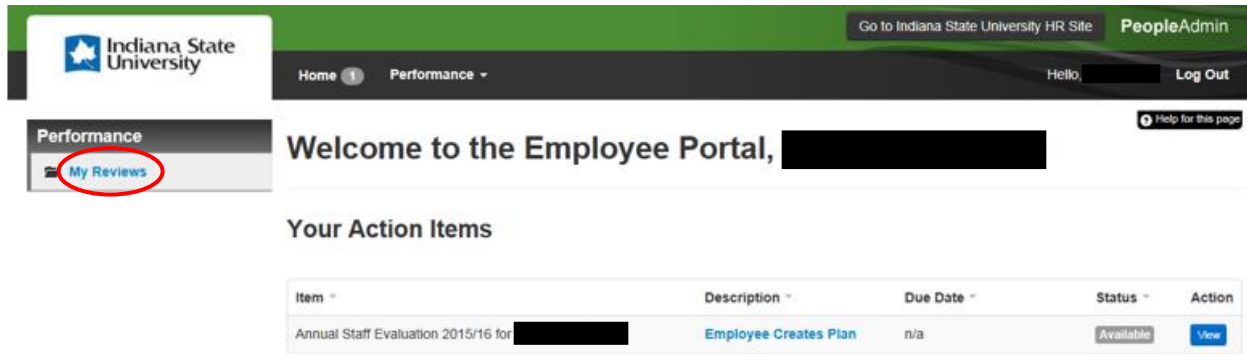 Indiana State
University
Go to Indiana State University HR Site
PeopleAdmin
Home 1
Performance
Hello,
Log Out
Help for this page
Performance
My Reviews
Welcome to the Employee Portal,
Your Action Items
Item Description Due Date Status Action
Annual Staff Evaluation 2015/16 for Employee Creates Plan n/a Available View